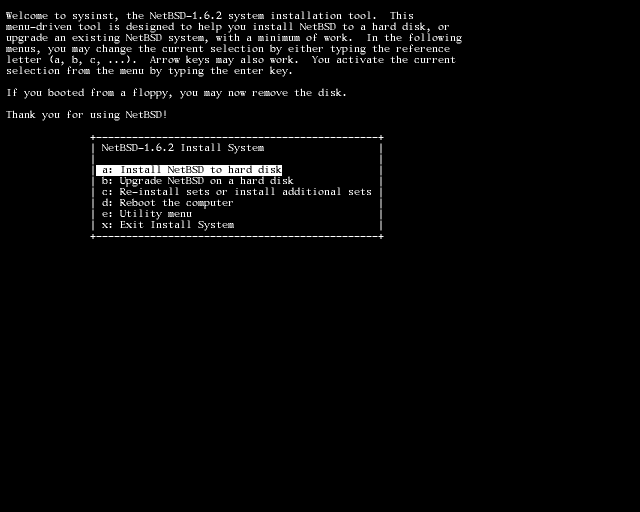 Welcome to sysinst, the NetBSD-1.6.2 system installation tool.  This
menu-driven tool is designed to help you install NetBSD to a hard disk, or
upgrade an existing NetBSD system, with a minimum of work.  In the following
menus, you may change the current selection by either typing the reference
letter (a, b, c, ...).  Arrow keys may also work.  You activate the current
selection from the menu by typing the enter key.
If you booted from a floppy, you may now remove the disk.
Thank you for using NetBSD!
NetBSD-1.6.2 Install System
a: Install NetBSD to hard disk
b: Upgrade NetBSD on a hard disk
c: Re-install sets or install additional sets
d: Reboot the computer
e: Utility menu
x: Exit Install System